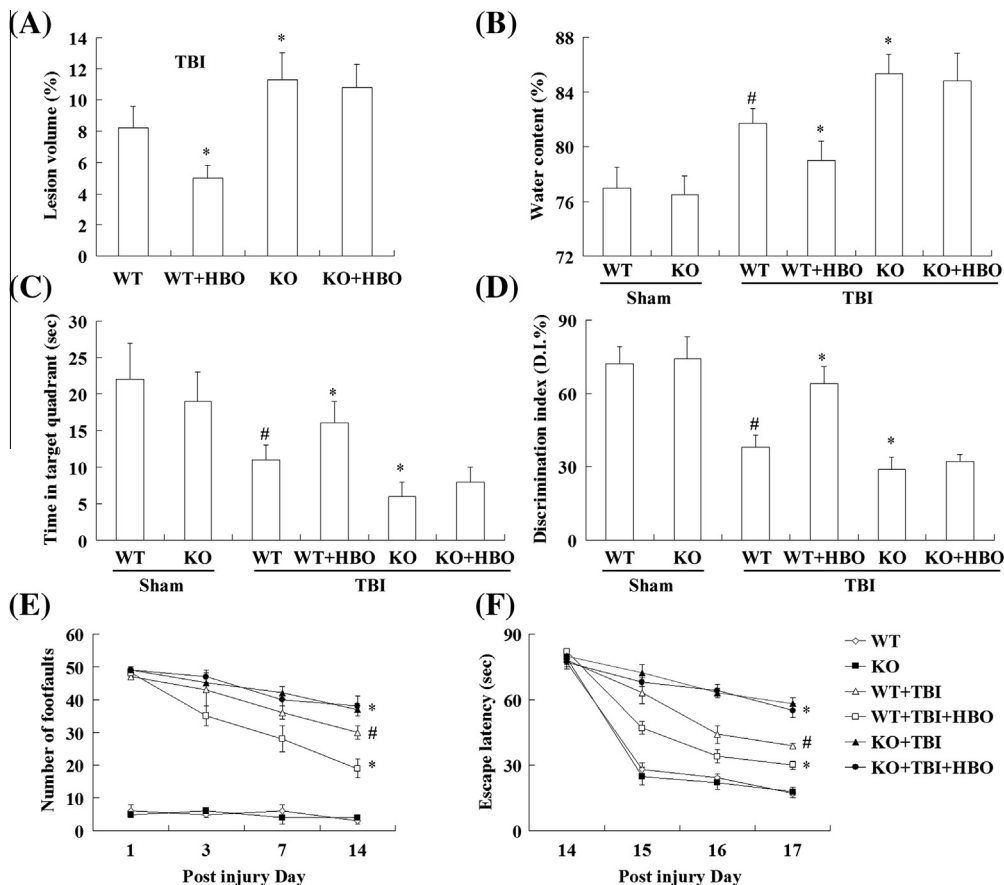 (A)
Lesion volume (%)
14
12
10
8
6
4
2
0
TBI
*
*
WT WT+HBO KO KO+HBO
(B)
Water content (%)
88
84
80
76
72
#
*
*
WT KO WT WT+HBO KO KO+HBO
Sham TBI
(C)
Time in target quadrant (sec)
30
25
20
15
10
5
0
#
*
*
WT KO WT WT+HBO KO KO+HBO
Sham TBI
(D)
Discrimination index (D.I.%)
90
60
30
0
#
*
*
WT KO WT WT+HBO KO KO+HBO
Sham TBI
(E)
Number of footfaults
60
50
40
30
20
10
0
*
#
*
1 3 7 14
Post injury Day
(F)
Escape latency (sec)
90
60
30
0
*
#
*
14 15 16 17
Post injury Day
WT
KO
WT+TBI
WT+TBI+HBO
KO+TBI
KO+TBI+HBO